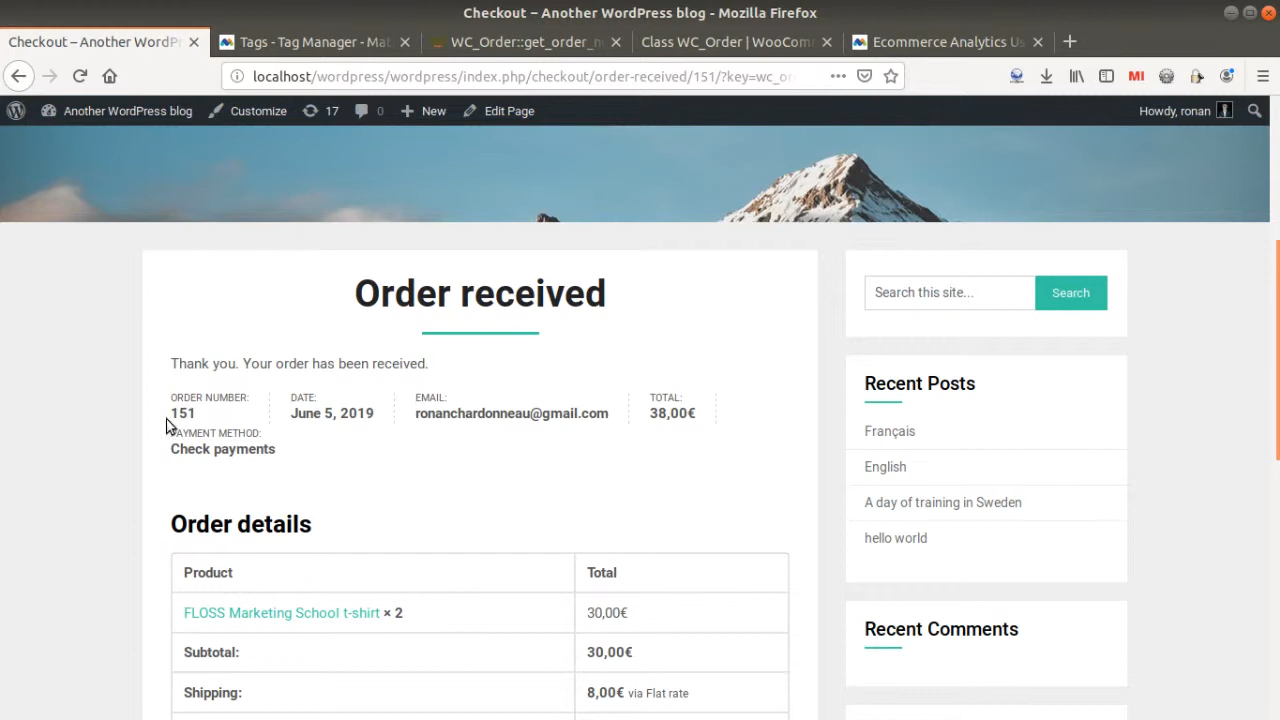 Checkout – Another WordPress blog - Mozilla Firefox
Checkout – Another WordPr
Tags - Tag Manager - Mat
WC_Order::get_order_n
Class WC_Order | WooCom
Ecommerce Analytics Us
localhost/wordpress/wordpress/index.php/checkout/order-received/151/?key=wc_or
MI
Another WordPress blog
Customize
17
0
New
Edit Page
Howdy, ronan
Order received
Thank you. Your order has been received.
ORDER NUMBER:
151
DATE:
June 5, 2019
EMAIL:
ronanchardonneau@gmail.com
TOTAL:
38,00€
PAYMENT METHOD:
Check payments
Order details
Product
Total
FLOSS Marketing School t-shirt × 2
30,00€
Subtotal:
30,00€
Shipping:
8,00€ via Flat rate
Search this site...
Search
Recent Posts
Français
English
A day of training in Sweden
hello world
Recent Comments